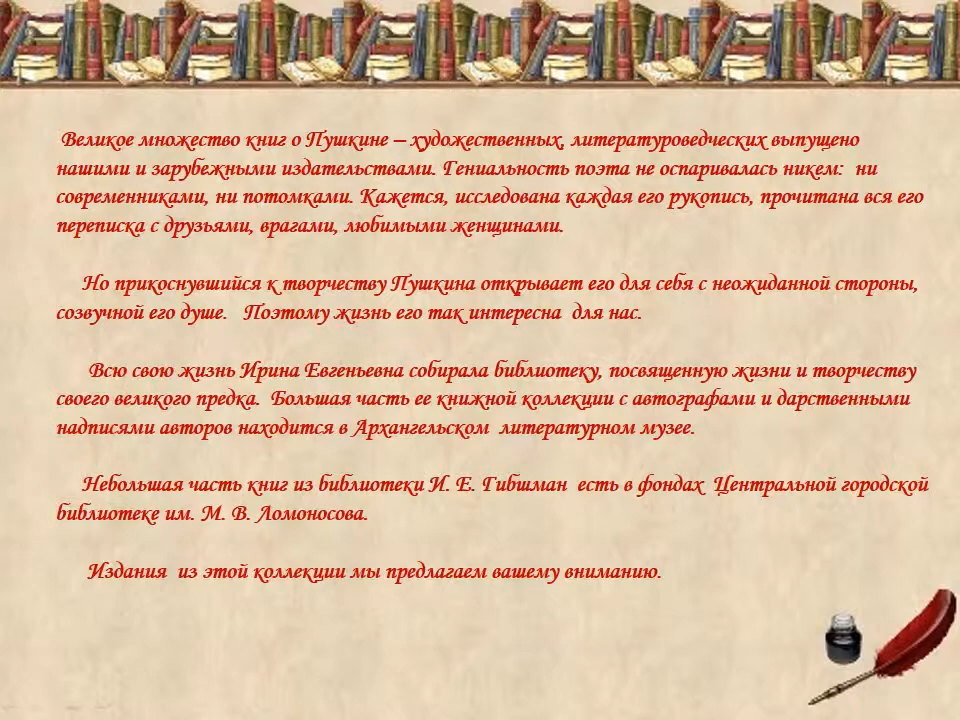 Великое множество книг о Пушкине – художественных, литературоведческих выпущено
нашими и зарубежными издательствами. Гениальность поэта не оспаривалась никем: ни
современниками, ни потомками. Кажется, исследована каждая его рукопись, прочитана вся его
переписка с друзьями, врагами, любимыми женщинами.
Но прикоснувшийся к творчеству Пушкина открывает его для себя с неожиданной стороны,
созвучной его душе. Поэтому жизнь его так интересна для нас.
Всю свою жизнь Ирина Евгеньевна собирала библиотеку, посвященную жизни и творчеству
своего великого предка. Большая часть ее книжной коллекции с автографами и дарственными
надписями авторов находится в Архангельском литературном музее.
Небольшая часть книг из библиотеки И. Е. Гибшман есть в фондах Центральной городской
библиотеке им. М. В. Ломоносова.
Издания из этой коллекции мы предлагаем вашему вниманию.